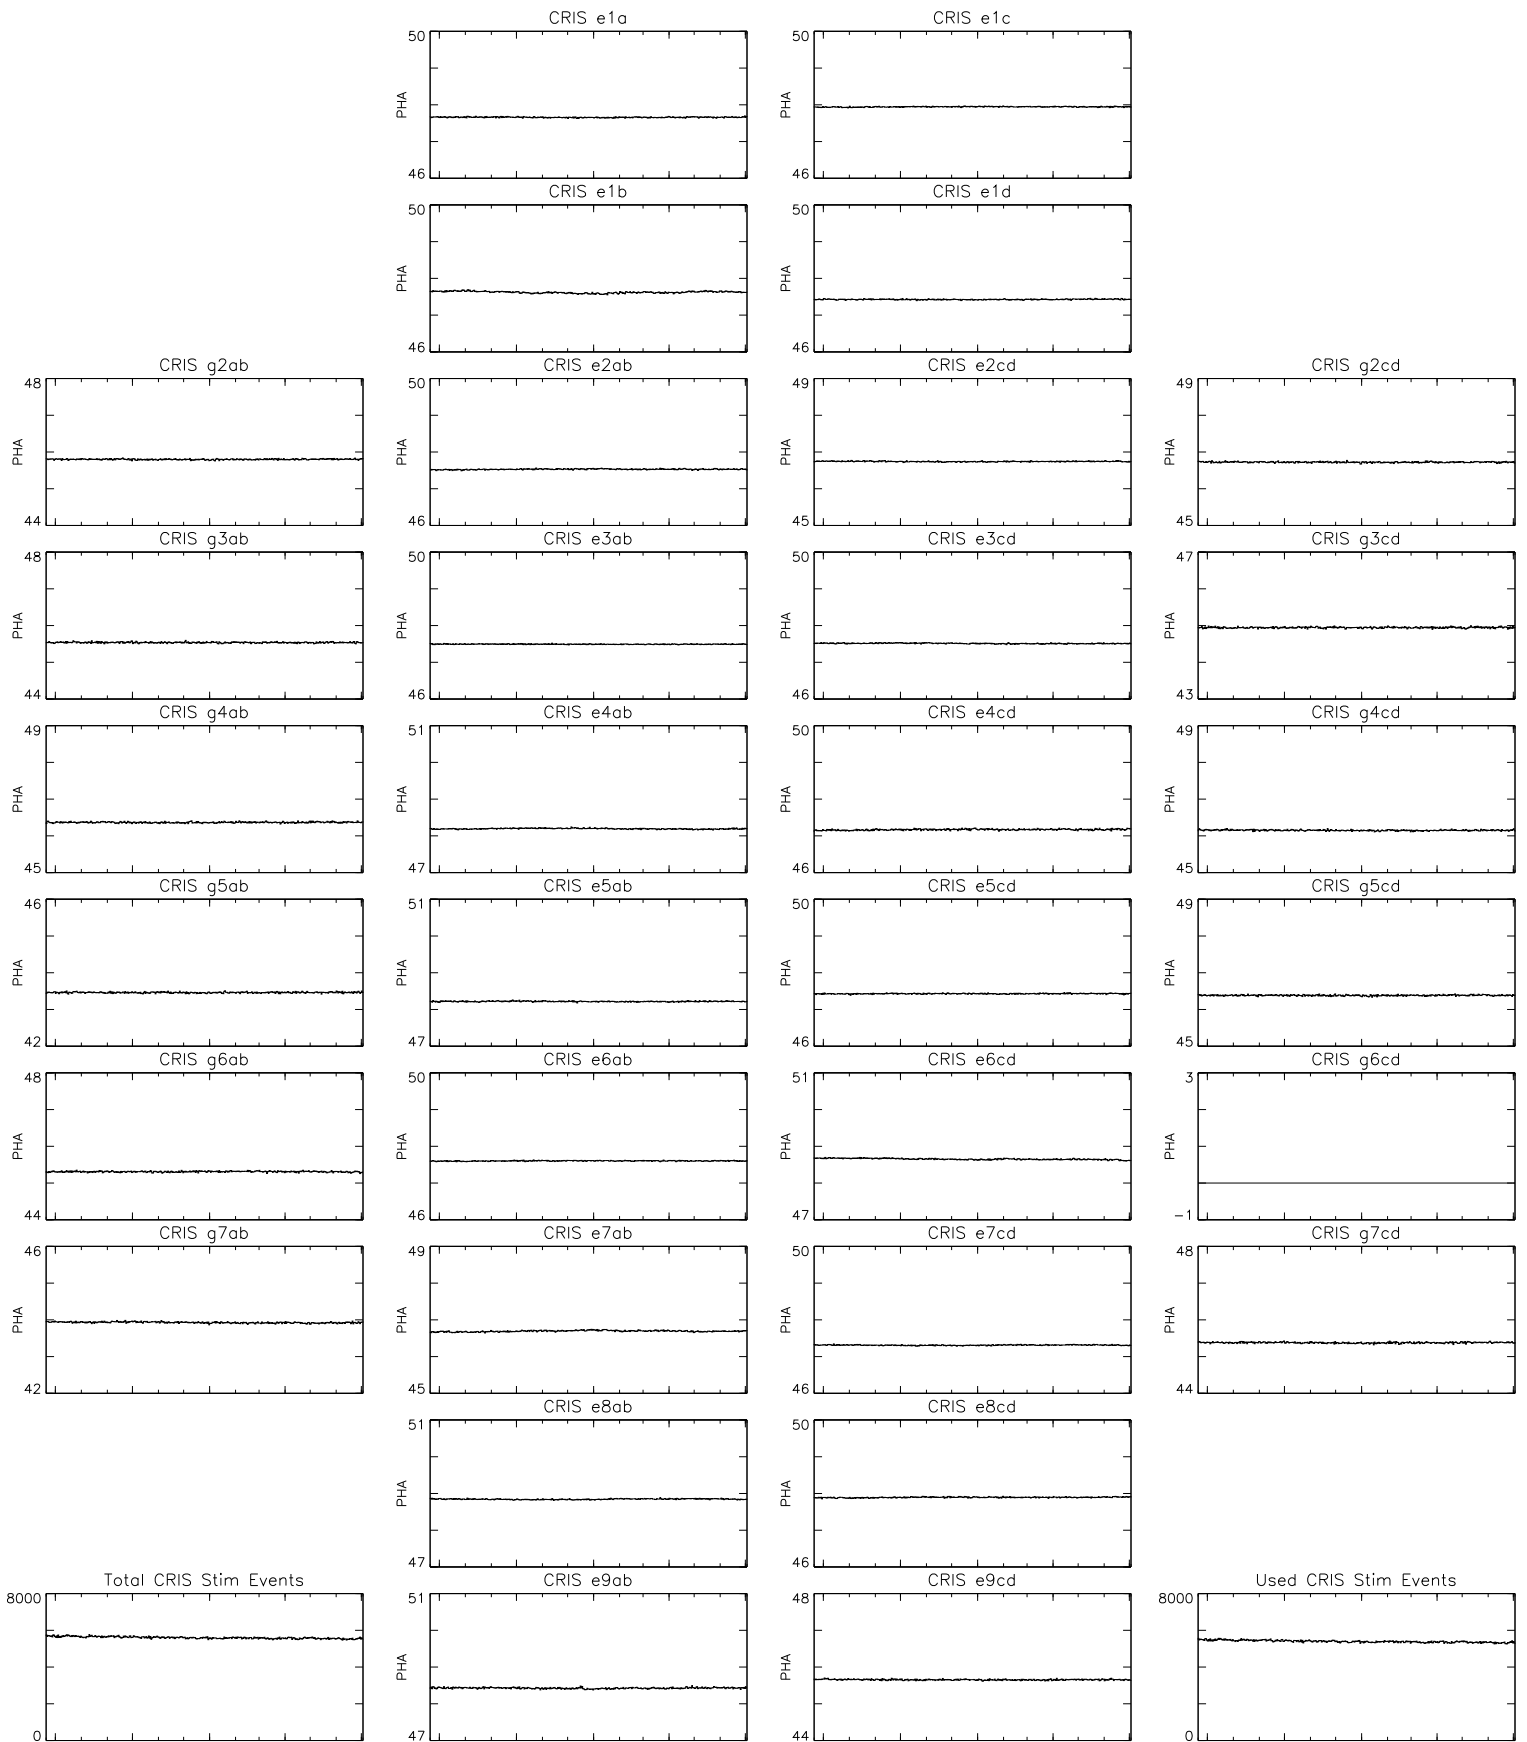 CRIS e1a
50
PHA
46
CRIS e1c
50
PHA
46
CRIS e1b
50
PHA
46
CRIS e1d
50
PHA
46
CRIS g2ab
48
PHA
44
CRIS e2ab
50
PHA
46
CRIS e2cd
49
PHA
45
CRIS g2cd
49
PHA
45
CRIS g3ab
48
PHA
44
CRIS e3ab
50
PHA
46
CRIS e3cd
50
PHA
46
CRIS g3cd
47
PHA
43
CRIS g4ab
49
PHA
45
CRIS e4ab
51
PHA
47
CRIS e4cd
50
PHA
46
CRIS g4cd
49
PHA
45
CRIS g5ab
46
PHA
42
CRIS e5ab
51
PHA
47
CRIS e5cd
50
PHA
46
CRIS g5cd
49
PHA
45
CRIS g6ab
48
PHA
44
CRIS e6ab
50
PHA
46
CRIS e6cd
51
PHA
47
CRIS g6cd
3
PHA
-1
CRIS g7ab
46
PHA
42
CRIS e7ab
49
PHA
45
CRIS e7cd
50
PHA
46
CRIS g7cd
48
PHA
44
CRIS e8ab
51
PHA
47
CRIS e8cd
50
PHA
46
Total CRIS Stim Events
8000
0
CRIS e9ab
51
PHA
47
CRIS e9cd
48
PHA
44
Used CRIS Stim Events
8000
0